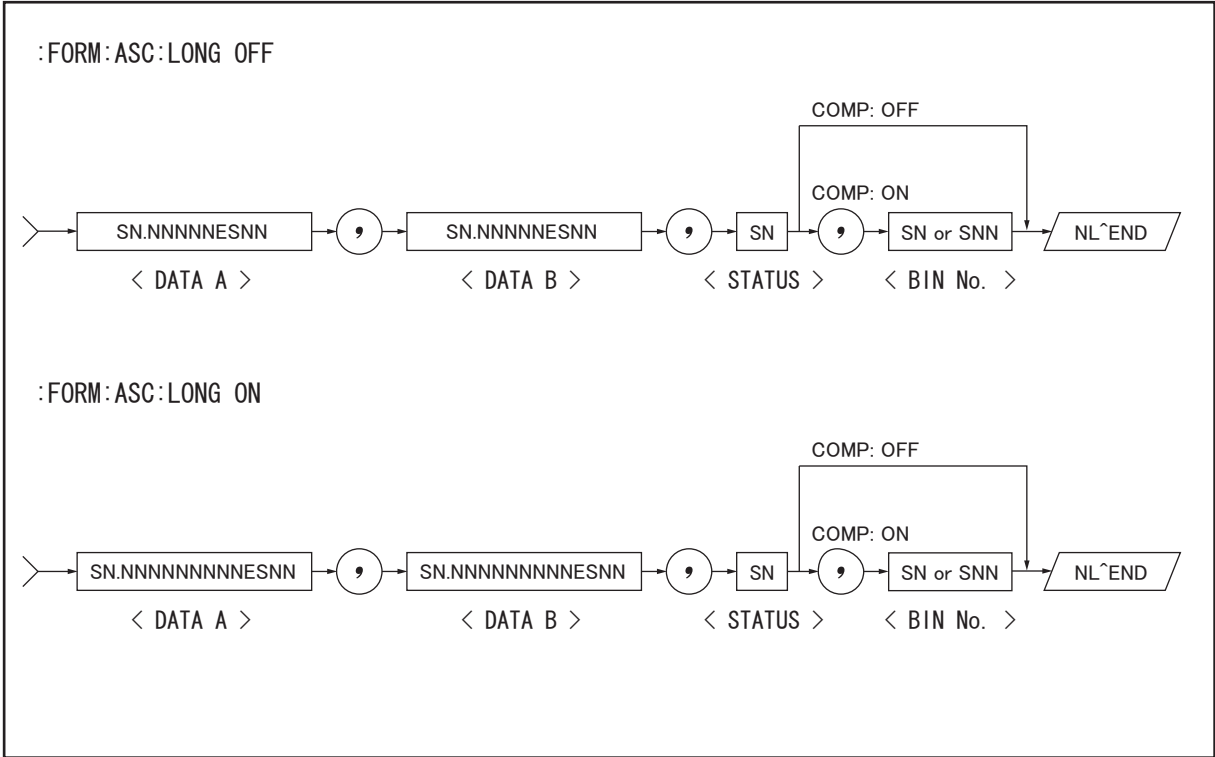 :FORM:ASC:LONG OFF
COMP: OFF
COMP: ON
SN.NNNNNESNN , SN.NNNNNESNN , SN , SN or SNN NL^END
< DATA A > < DATA B > < STATUS > < BIN No. >
:FORM:ASC:LONG ON
COMP: OFF
COMP: ON
SN.NNNNNNNNNESNN , SN.NNNNNNNNNESNN , SN , SN or SNN NL^END
< DATA A > < DATA B > < STATUS > < BIN No. >